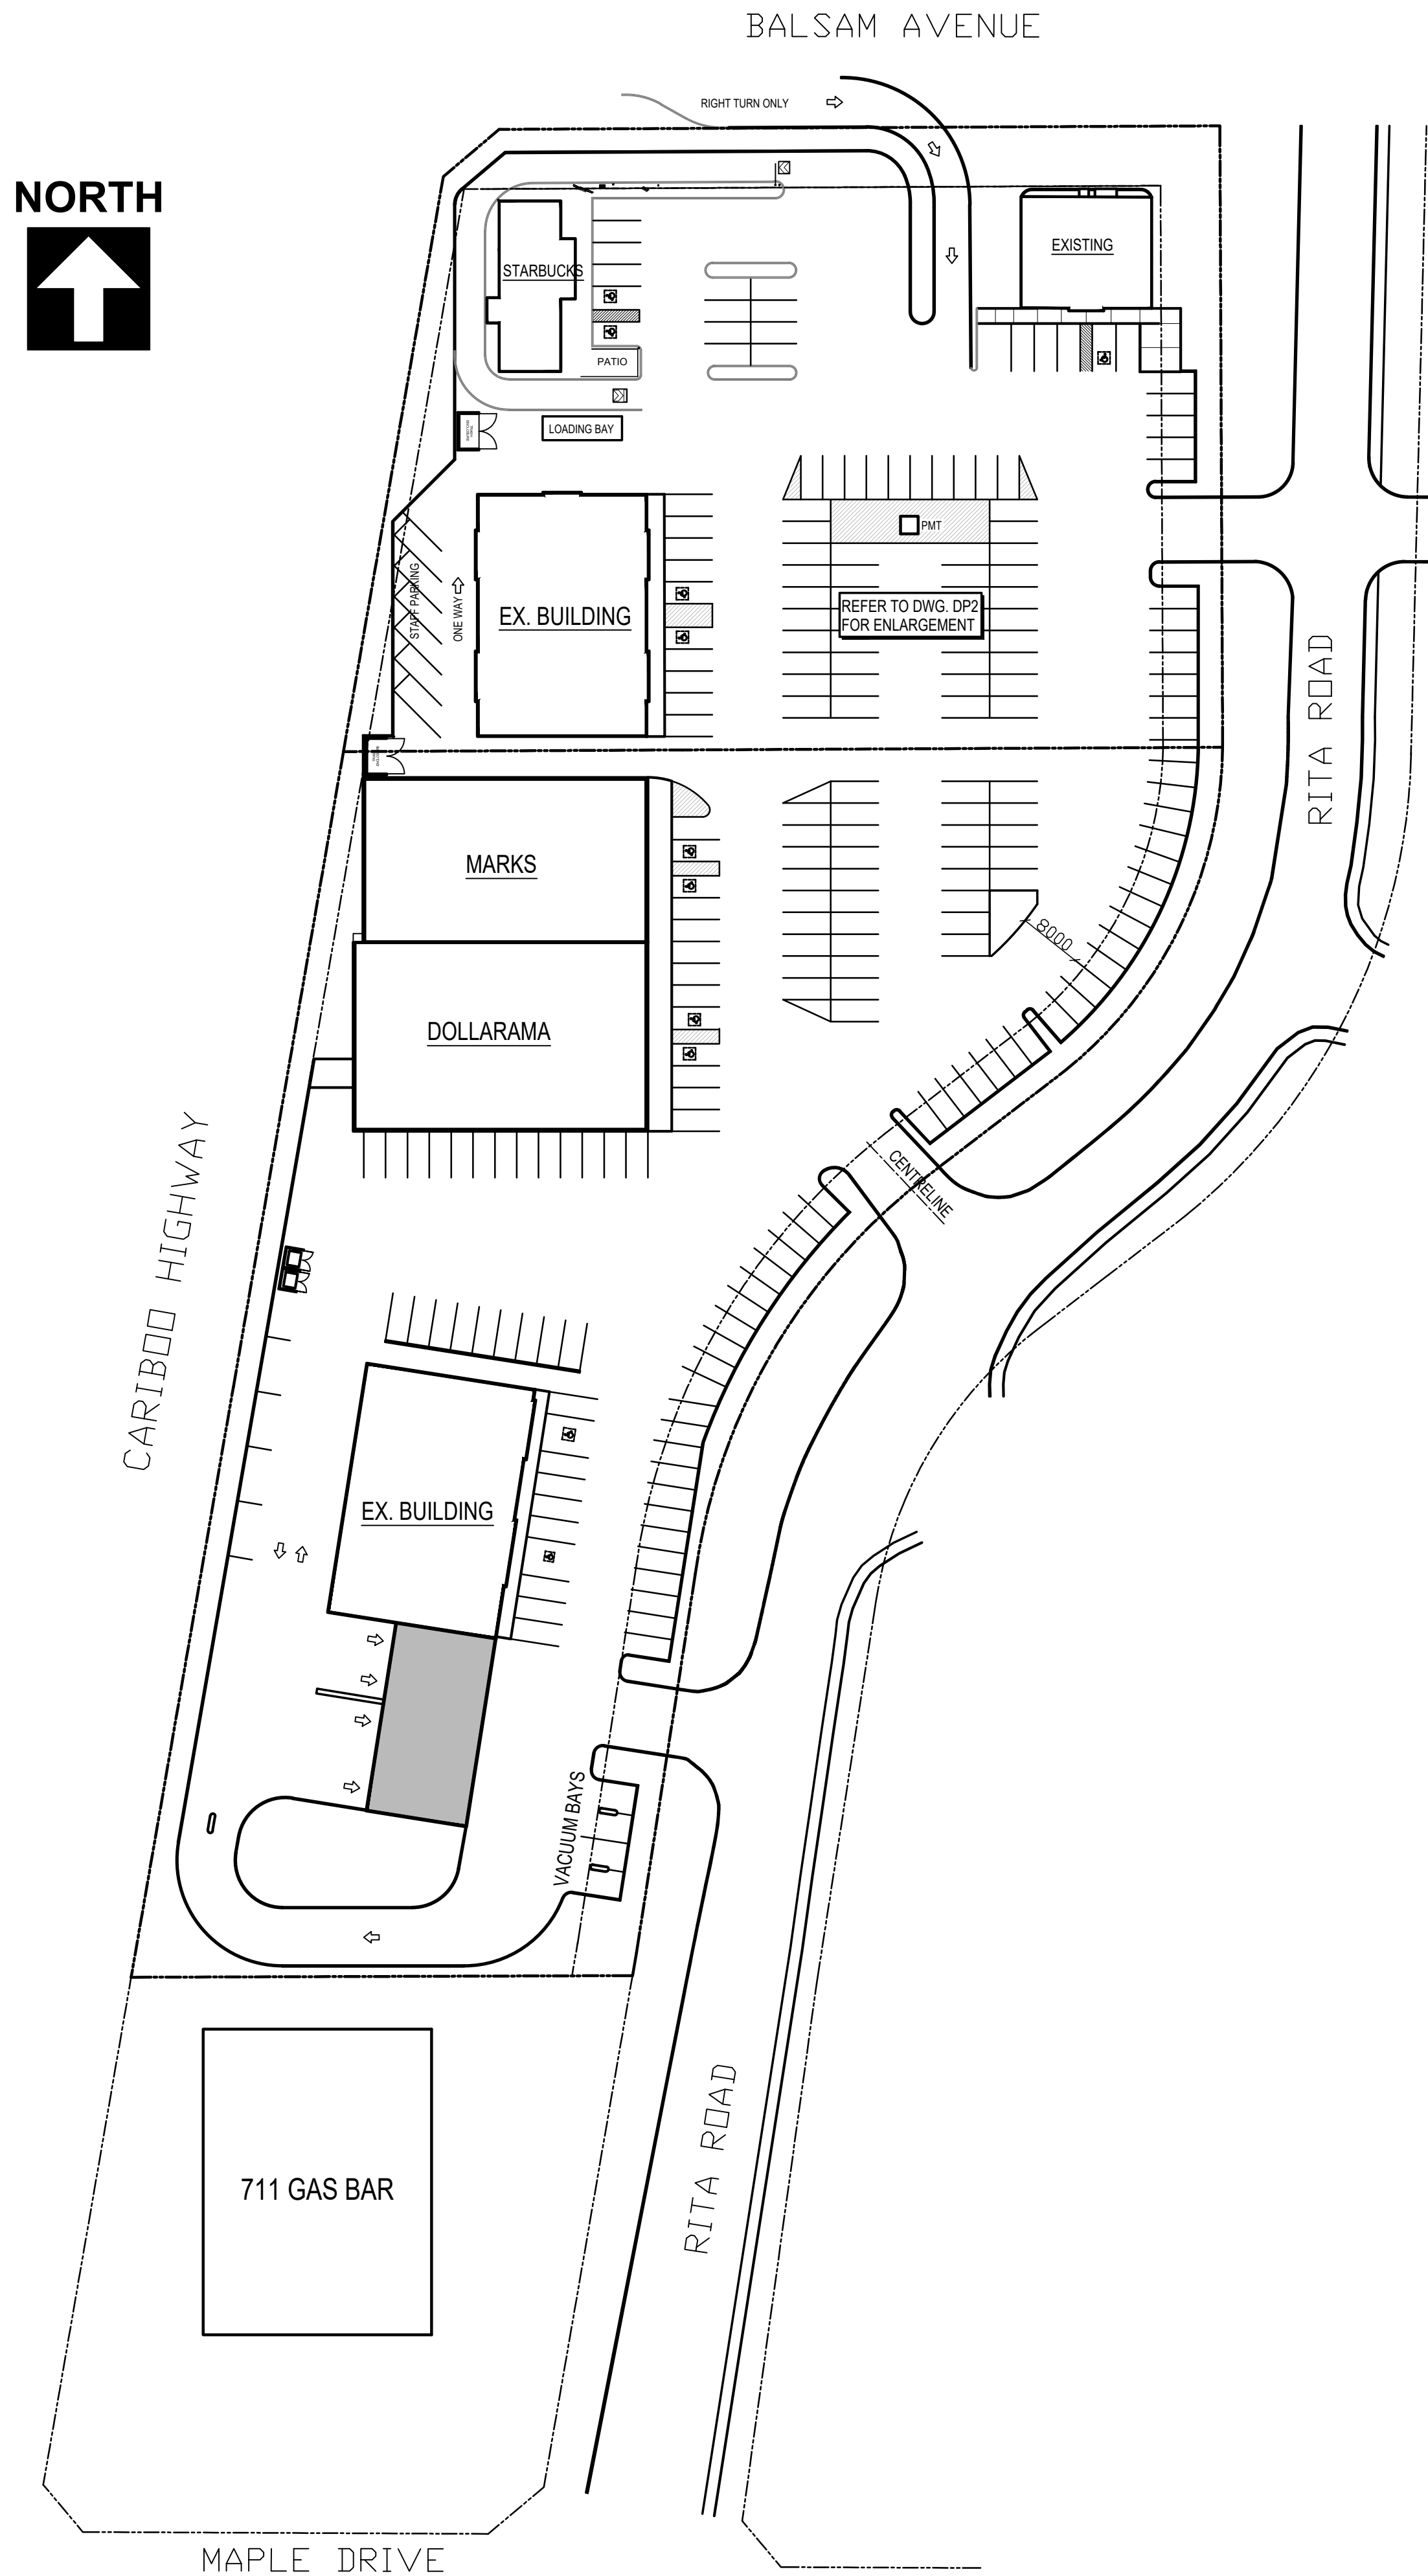 BALSAM AVENUE
RIGHT TURN ONLY
NORTH
EXISTING
STARBUCKS
PATIO
LOADING BAY
PMT
STAFF PARKING
ONE WAY
EX. BUILDING
REFER TO DWG. DP2
FOR ENLARGEMENT
RITA ROAD
MARKS
8000
DOLLARAMA
CENTRELINE
CARIBOO HIGHWAY
EX. BUILDING
VACUUM BAYS
RITA ROAD
711 GAS BAR
MAPLE DRIVE